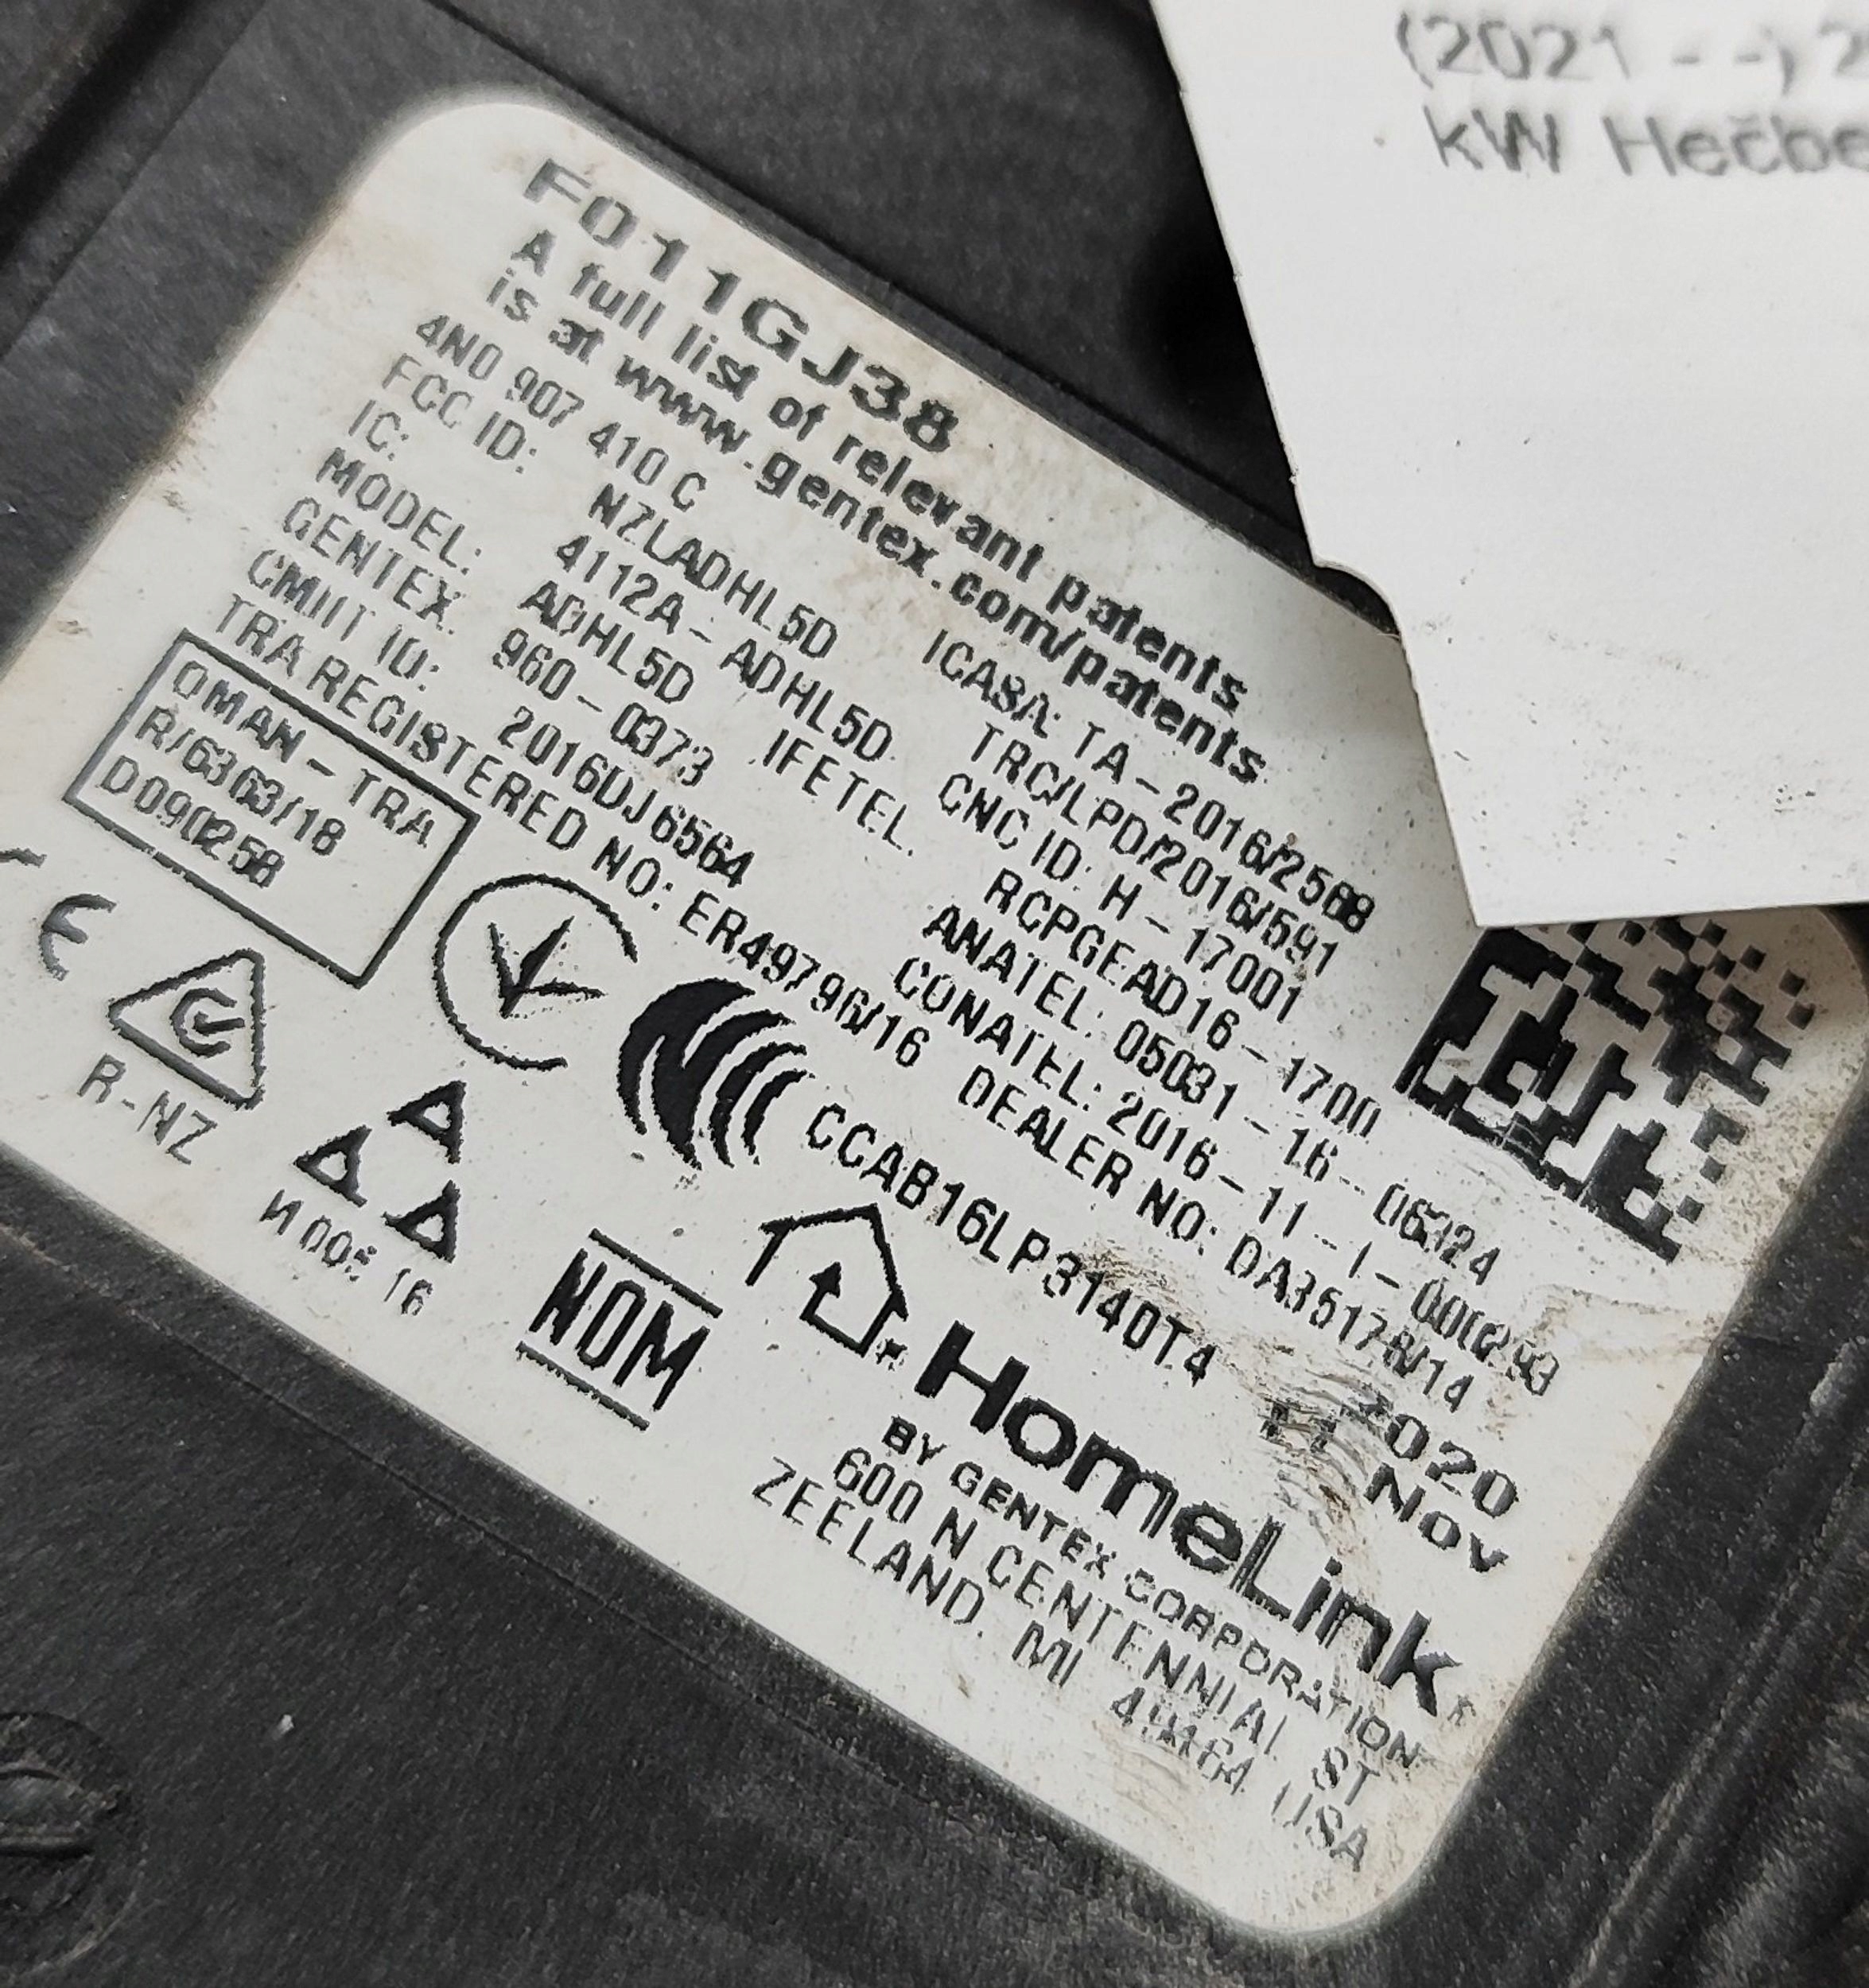 (2021 - -) 2
kW Hečbe
F011GJ38
A full list of relevant patents
is at www.gentex.com/patents
4N0 907 410 C
FCC ID: NZLADHL5D ICASA: TA-2016/2568
IC: 4112A-ADHL5D TRC/LPD/2016/591
MODEL: ADHL5D IFETEL: CNC ID: H-17001
GENTEX: 960-0373 RCPGEAD16-1700
CMIIT ID: 2016DJ6564 ANATEL: 05031-16-06324
TRA REGISTERED NO: ER49796/16 DEALER NO: DA35176/14
CONATEL: 2016-11-I-
OMAN-TRA
R/6363/18
D090258
CCAB16LP3140T4
R-NZ
NOM
2020
Nov
HomeLink
BY GENTEX CORPORATION
600 N CENTENNIAL ST
ZEELAND, MI 49464 USA